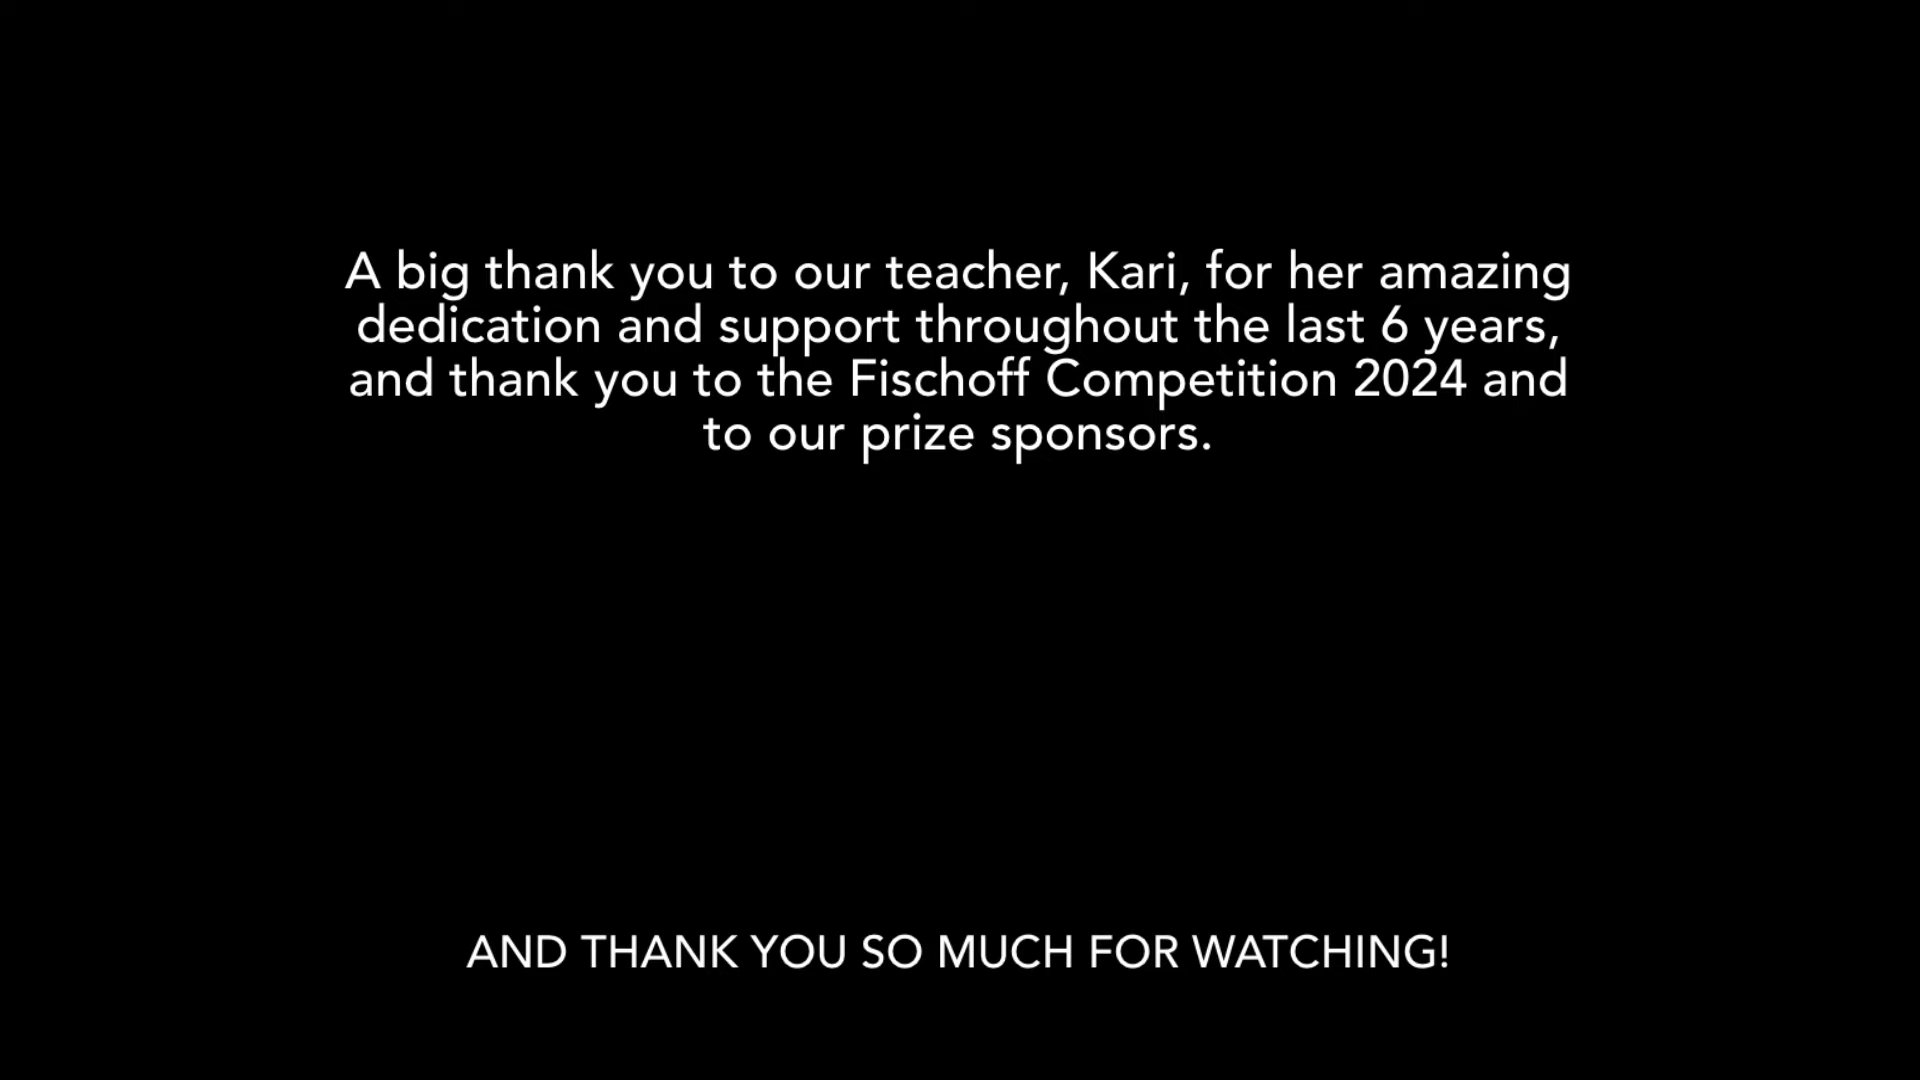 A big thank you to our teacher, Kari, for her amazing
dedication and support throughout the last 6 years,
and thank you to the Fischoff Competition 2024 and
to our prize sponsors.
AND THANK YOU SO MUCH FOR WATCHING!